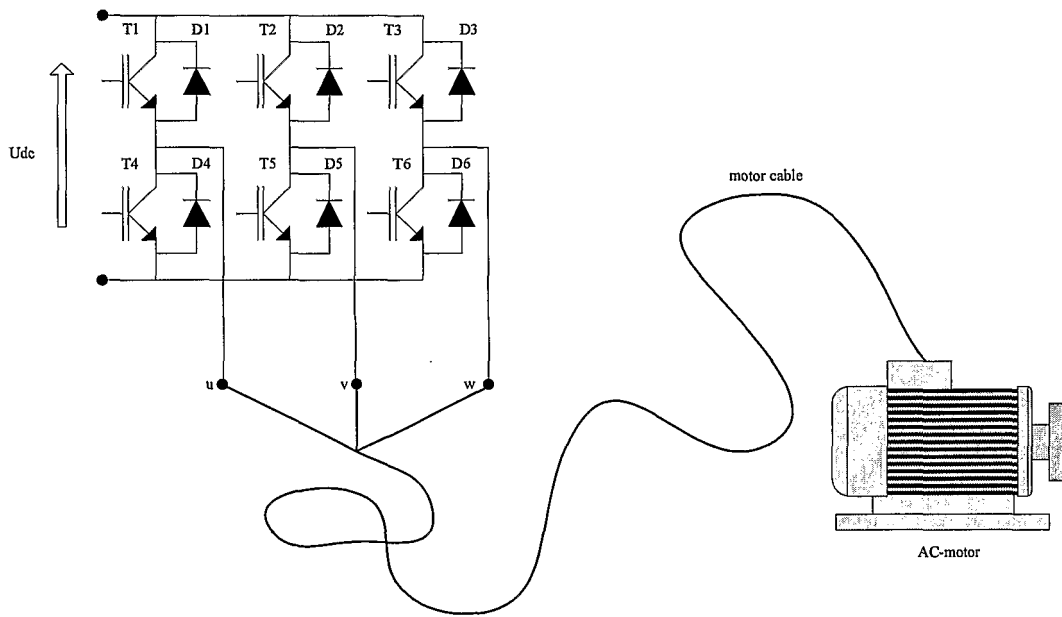 T1 D1 T2 D2 T3 D3
Udc
T4 D4 T5 D5 T6 D6
motor cable
u v w
AC-motor